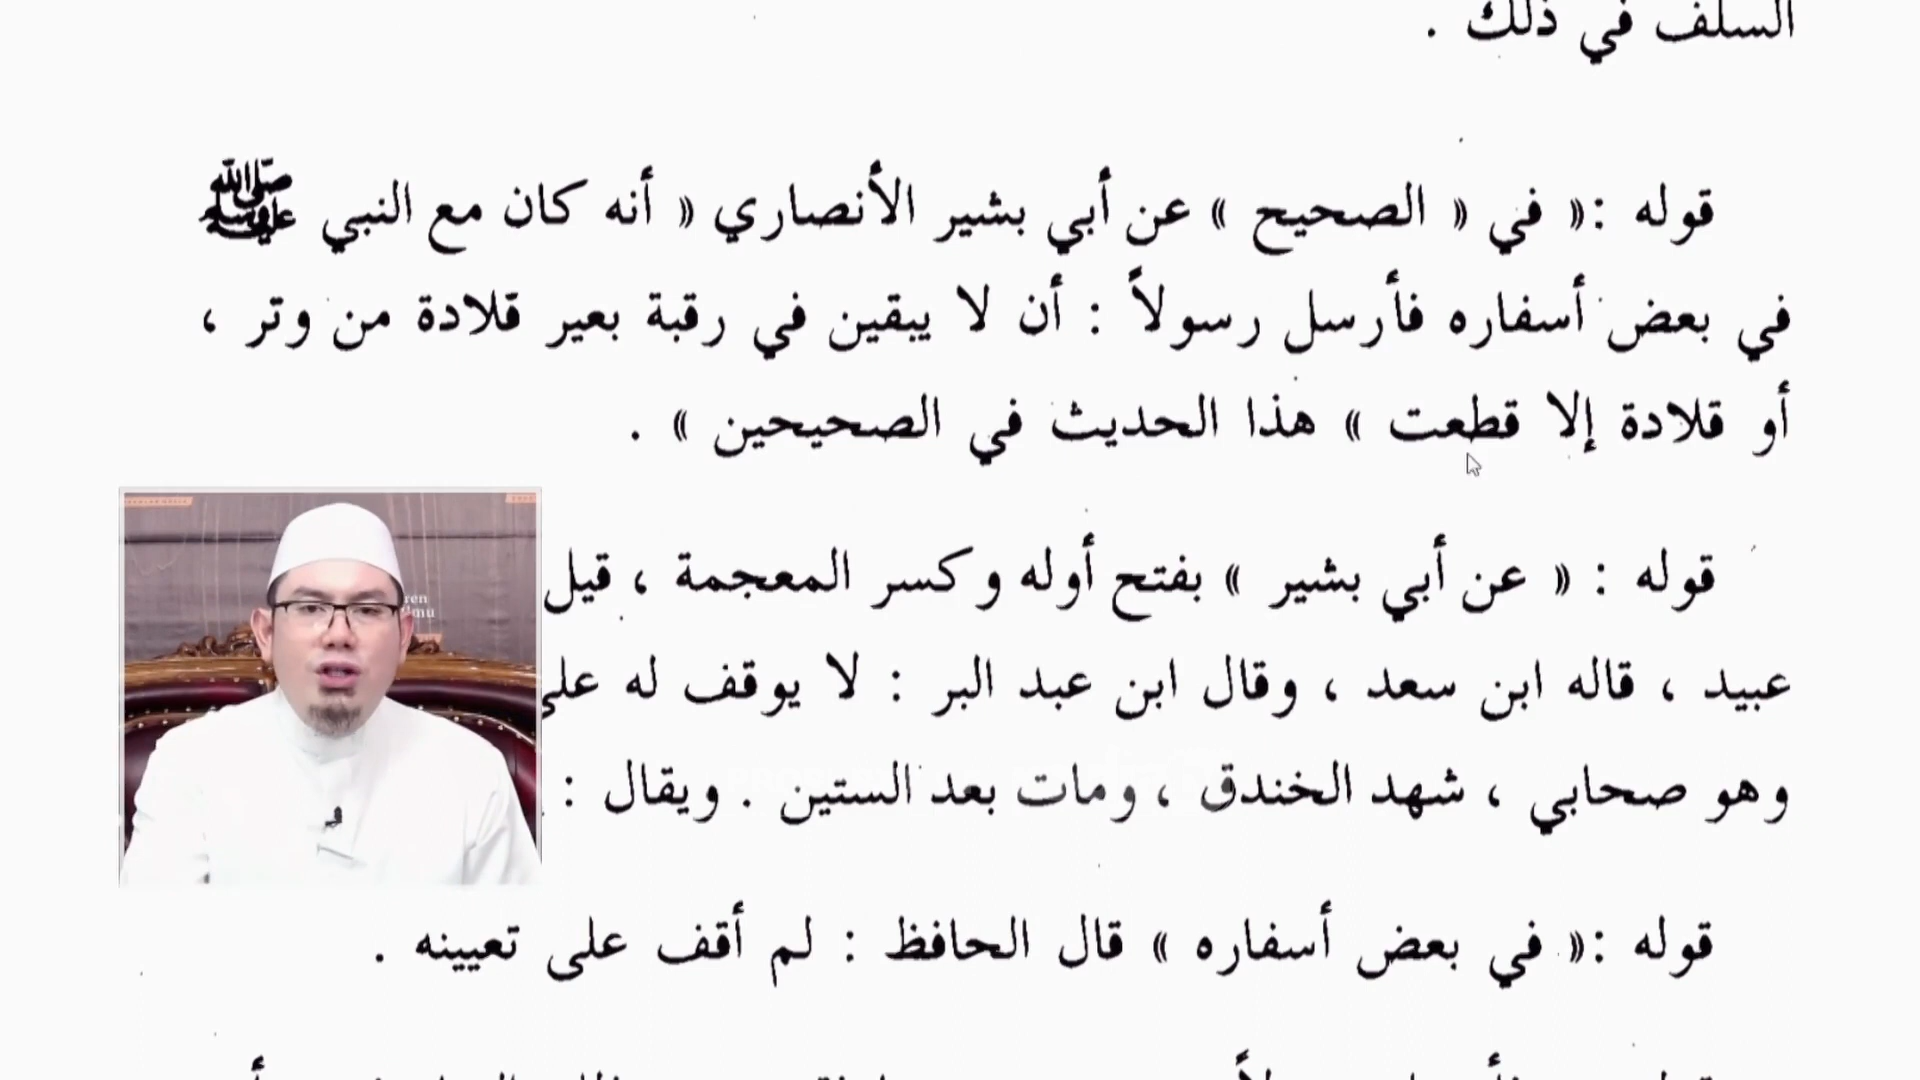 السلف في ذلك .
قوله :« في « الصحيح » عن أبي بشير الأنصاري « أنه كان مع النبي ﷺ
في بعض أسفاره فأرسل رسولاً : أن لا يبقين في رقبة بعير قلادة من وتر ،
أو قلادة إلا قطعت » هذا الحديث في الصحيحين » .
قوله : « عن أبي بشير » بفتح أوله وكسر المعجمة ، قيل
عبيد ، قاله ابن سعد ، وقال ابن عبد البر : لا يوقف له على
وهو صحابي ، شهد الخندق ، ومات بعد الستين . ويقال :
قوله :« في بعض أسفاره » قال الحافظ : لم أقف على تعيينه .
ren
ilmu